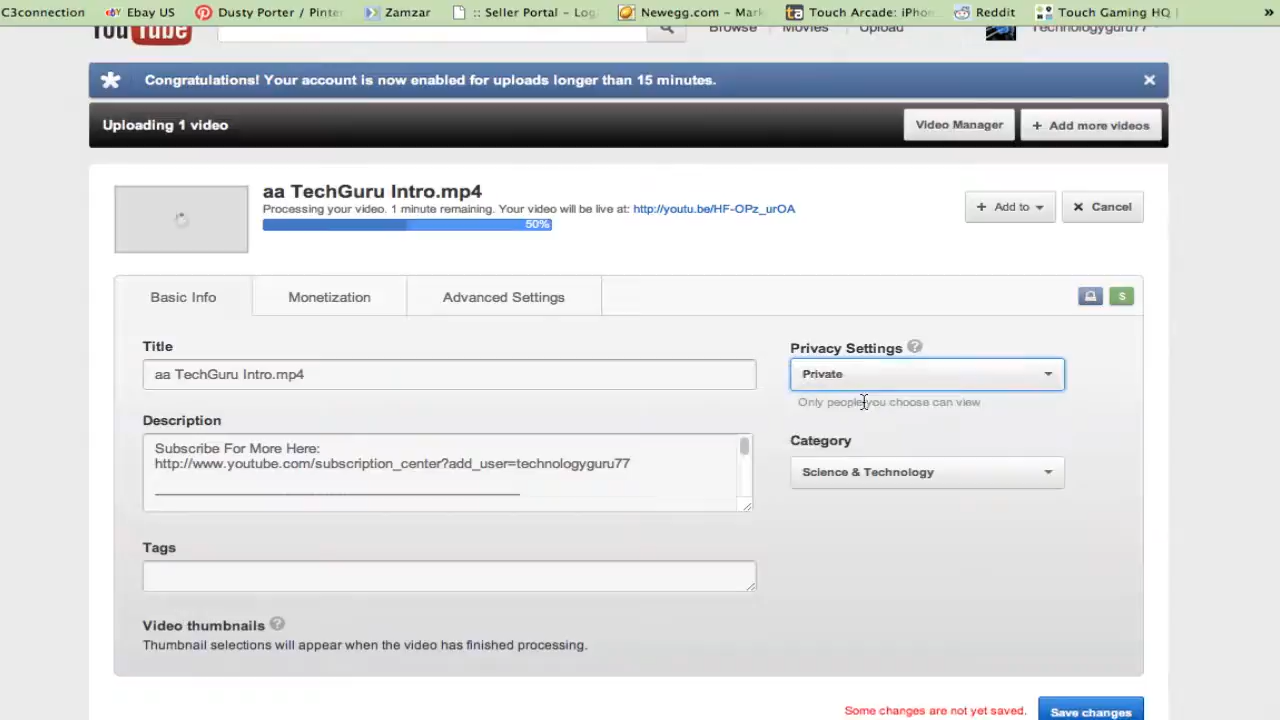 C3connection Ebay US Dusty Porter / Pinter Zamzar :: Seller Portal - Log Newegg.com - Mark Touch Arcade: iPho Reddit Touch Gaming HQ | »
YouTube Browse Movies Upload Technologyguru77
Congratulations! Your account is now enabled for uploads longer than 15 minutes.
Uploading 1 video Video Manager + Add more videos
aa TechGuru Intro.mp4
Processing your video. 1 minute remaining. Your video will be live at: http://youtu.be/HF-OPz_urOA
50%
+ Add to
× Cancel
Basic Info Monetization Advanced Settings $
Title
aa TechGuru Intro.mp4
Description
Subscribe For More Here:
http://www.youtube.com/subscription_center?add_user=technologyguru77
Tags
Video thumbnails ?
Thumbnail selections will appear when the video has finished processing.
Privacy Settings ?
Private
Only people you choose can view
Category
Science & Technology
Some changes are not yet saved. Save changes